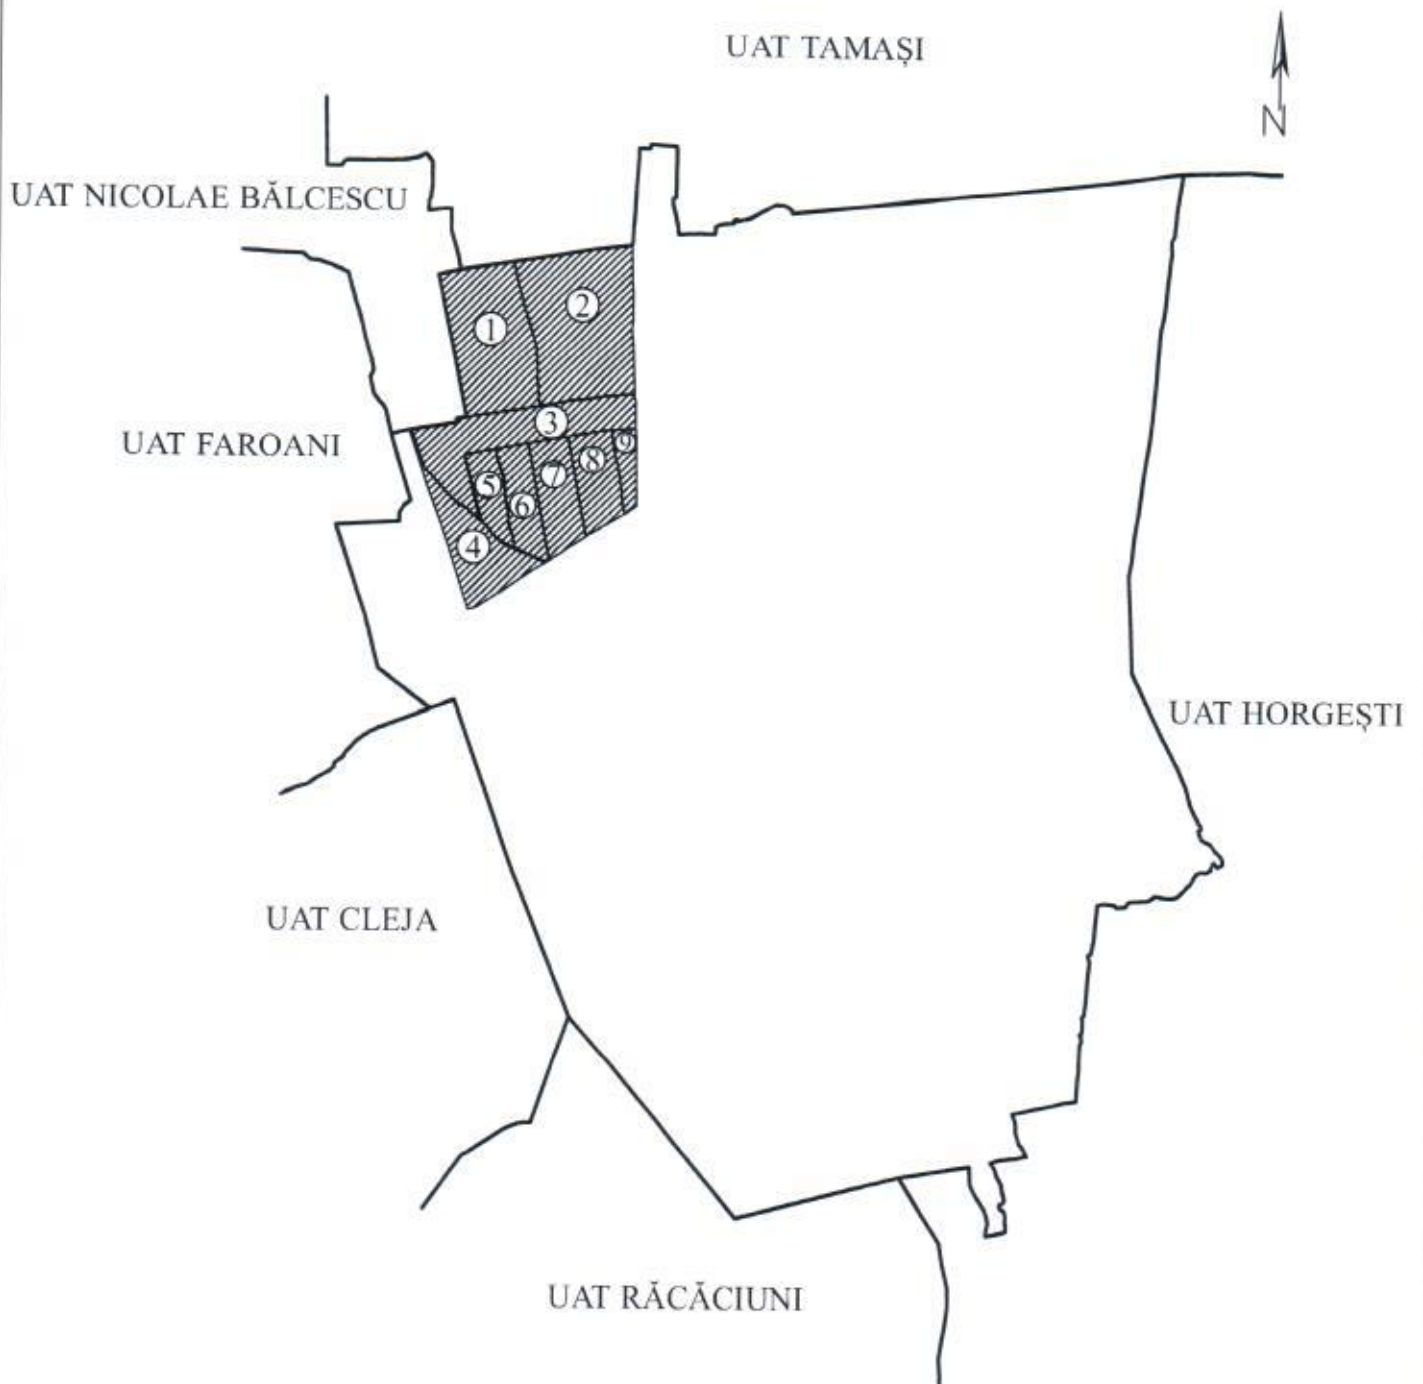 UAT TAMAȘI
N
UAT NICOLAE BĂLCESCU
2
1
3
UAT FAROANI
9
8
7
5
6
4
UAT HORGEȘTI
UAT CLEJA
UAT RĂCĂCIUNI